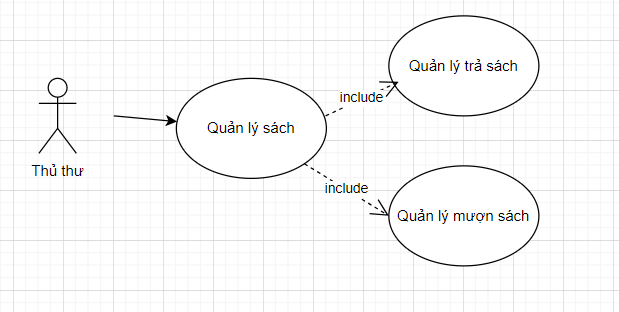 Quản lý trả sách
include
Quản lý sách
Thủ thư
include
Quản lý mượn sách